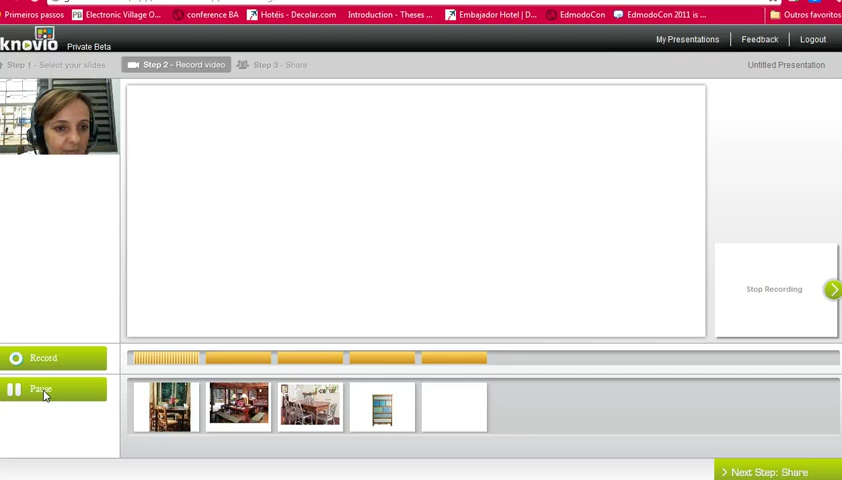 Primeiros passos PB Electronic Village O... conference BA Hotéis - Decolar.com Introduction - Theses ... Embajador Hotel | D... EdmodoCon EdmodoCon 2011 is ... Outros favoritos
knovio Private Beta My Presentations Feedback Logout
Step 1 - Select your slides Step 2 - Record video Step 3 - Share Untitled Presentation
Stop Recording
Record
Pause
Next Step: Share